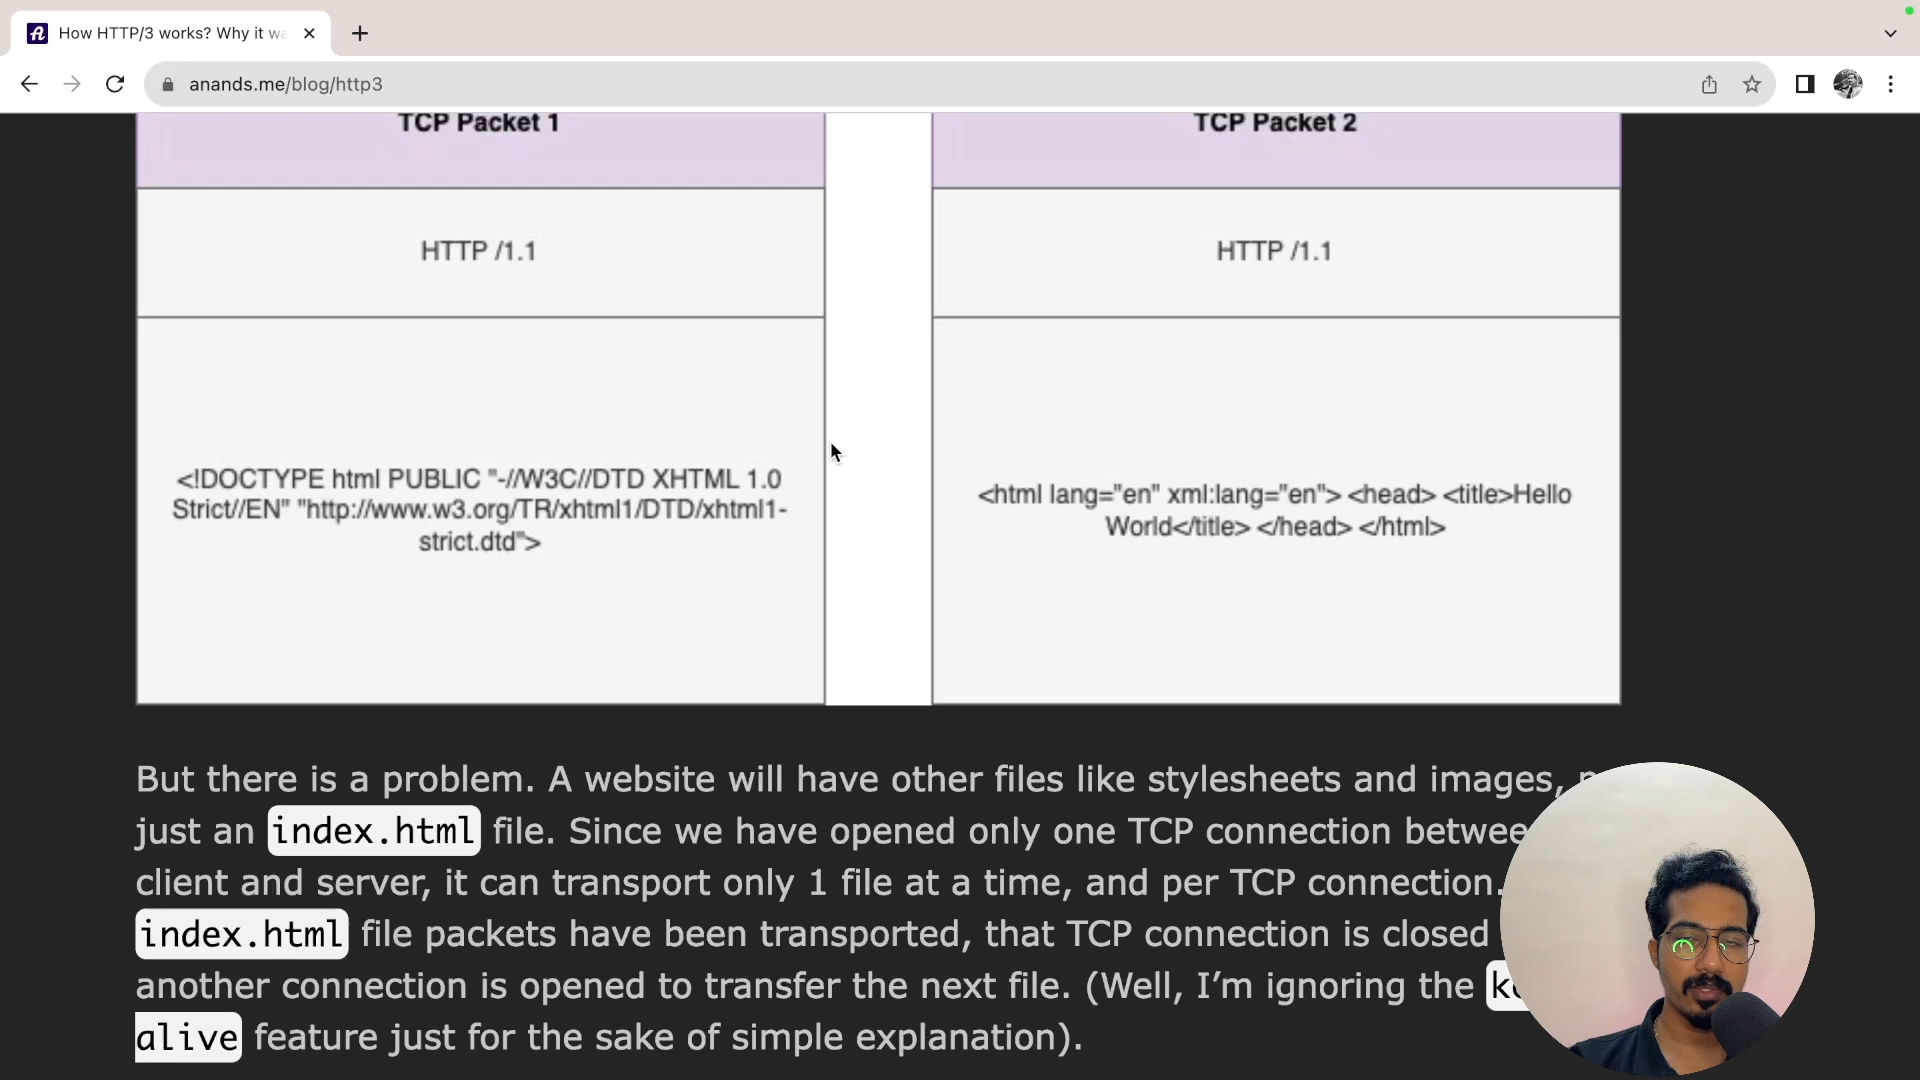 How HTTP/3 works? Why it wa
anands.me/blog/http3
TCP Packet 1
TCP Packet 2
HTTP /1.1
HTTP /1.1
<!DOCTYPE html PUBLIC "-//W3C//DTD XHTML 1.0
Strict//EN" "http://www.w3.org/TR/xhtml1/DTD/xhtml1-
strict.dtd">
<html lang="en" xml:lang="en"> <head> <title>Hello
World</title> </head> </html>
But there is a problem. A website will have other files like stylesheets and images,
just an index.html file. Since we have opened only one TCP connection
client and server, it can transport only 1 file at a time, and per TCP connection.
index.html file packets have been transported, that TCP connection is closed
another connection is opened to transfer the next file. (Well, I’m ignoring the
alive feature just for the sake of simple explanation).